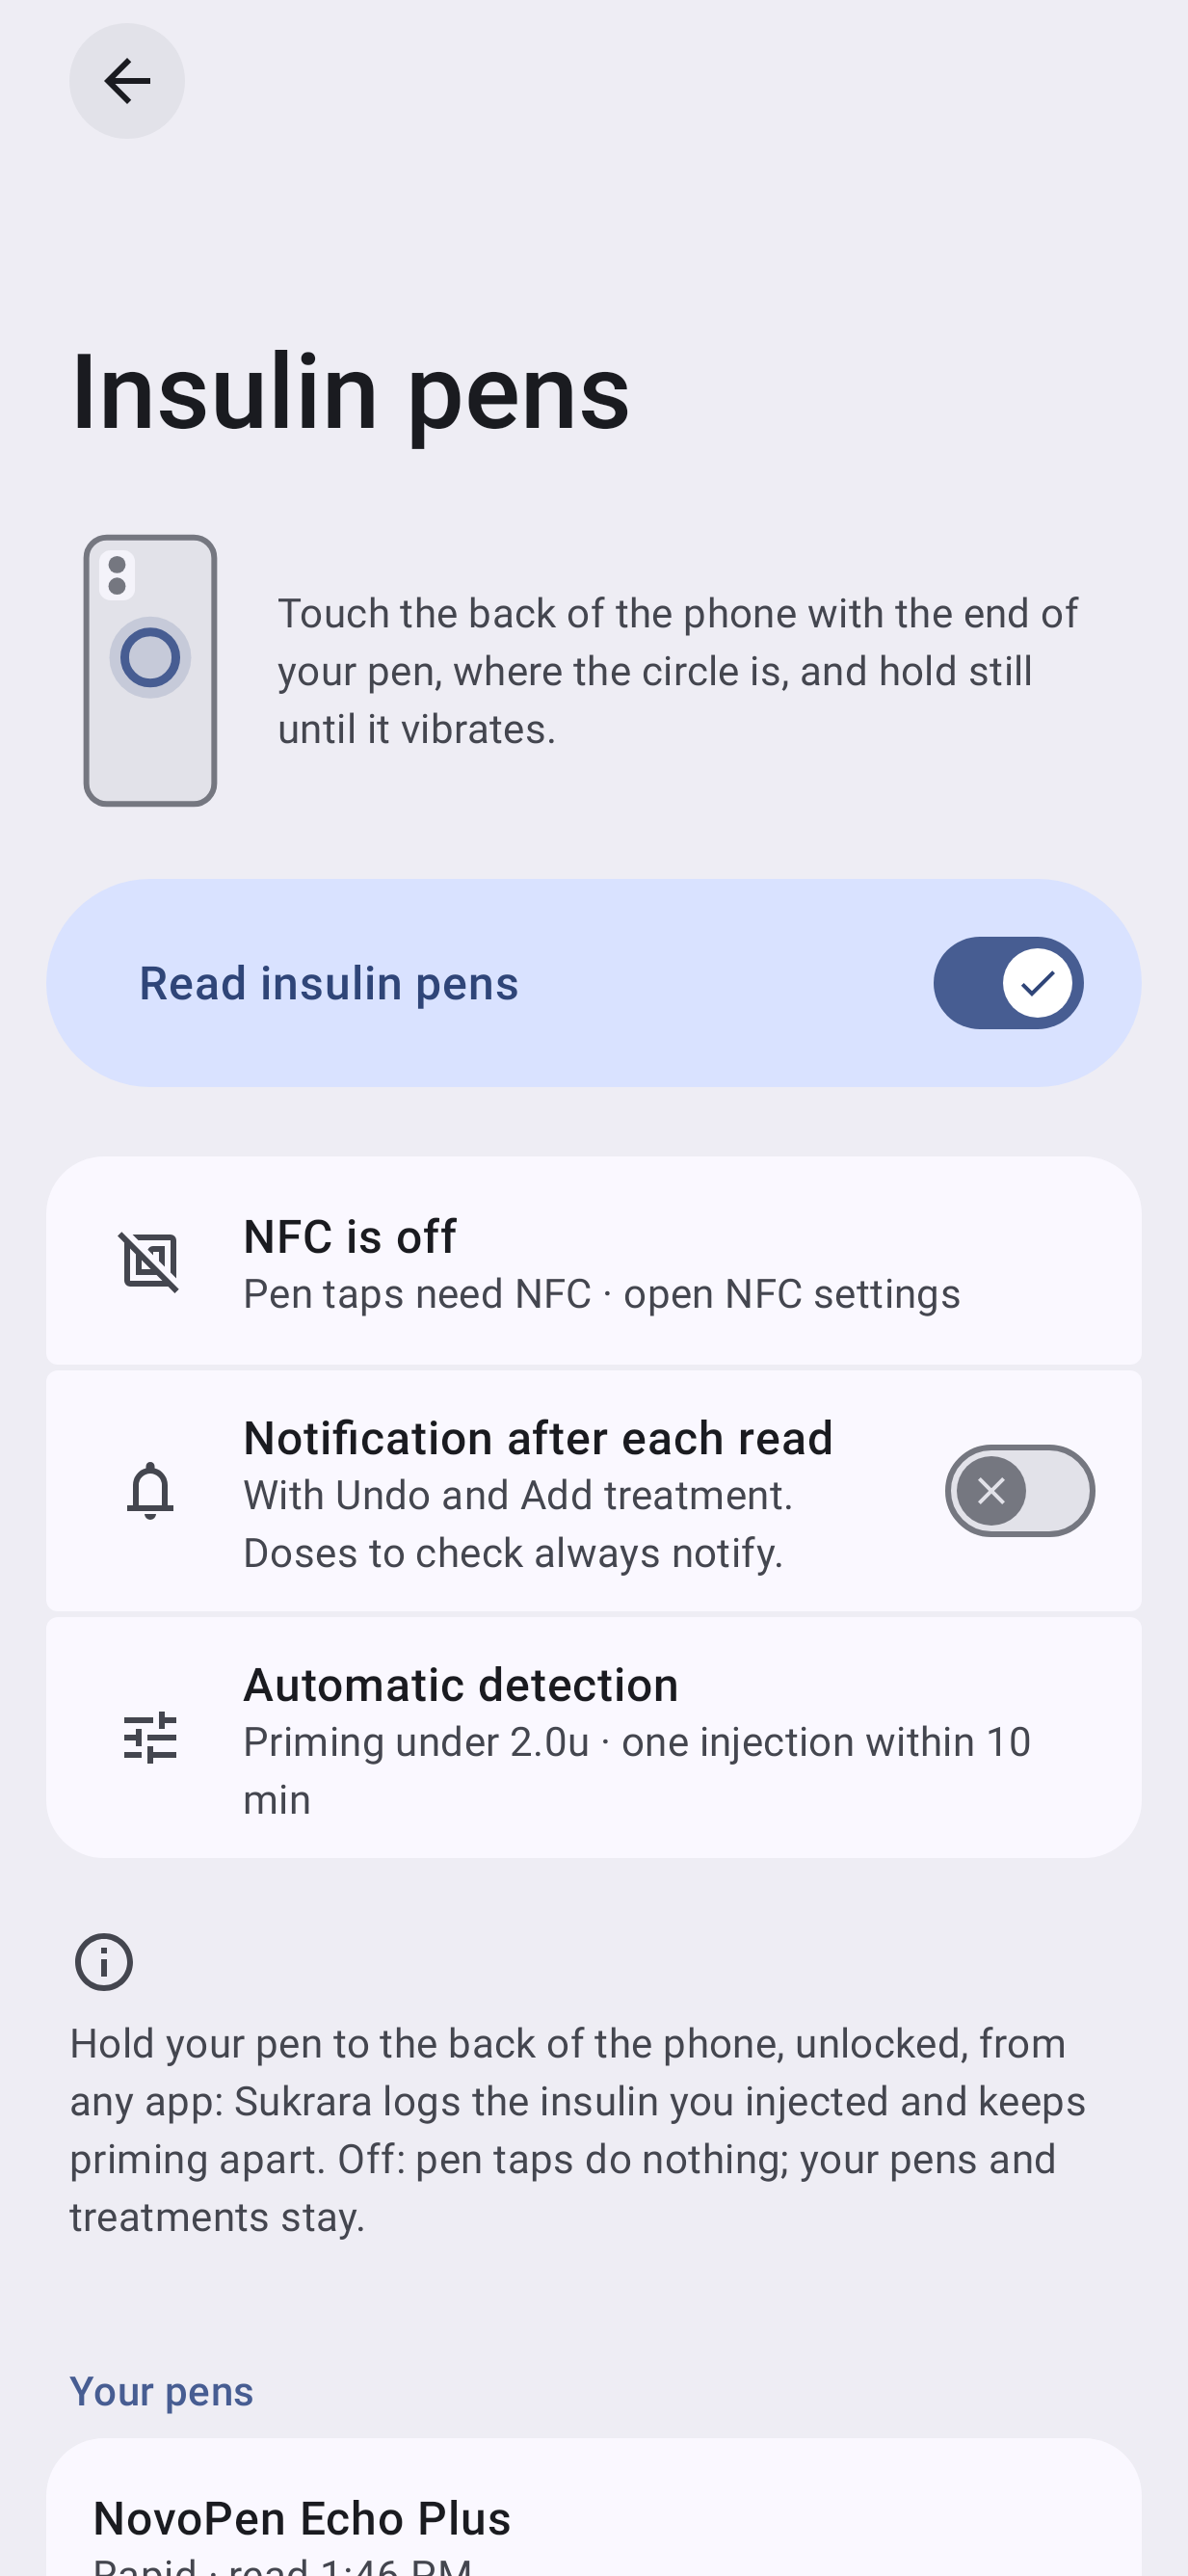 Insulin pens
Touch the back of the phone with the end of
your pen, where the circle is, and hold still
until it vibrates.
Read insulin pens
NFC is off
Pen taps need NFC · open NFC settings
Notification after each read
With Undo and Add treatment.
Doses to check always notify.
Automatic detection
Priming under 2.0u · one injection within 10
min
Hold your pen to the back of the phone, unlocked, from
any app: Sukrara logs the insulin you injected and keeps
priming apart. Off: pen taps do nothing; your pens and
treatments stay.
Your pens
NovoPen Echo Plus
Rapid · read 1:46 PM